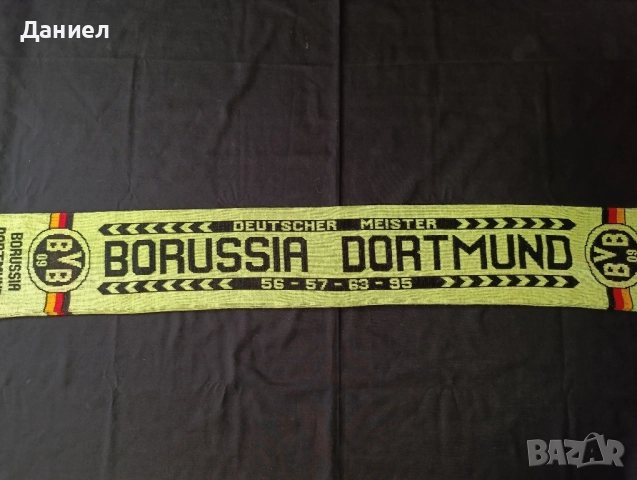 Даниел
DEUTSCHER MEISTER
BORUSSIA DORTMUND
56 - 57 - 63 - 95
BVB
09
BVB
09
BORUSSIA
DORTMUND
BAZAR